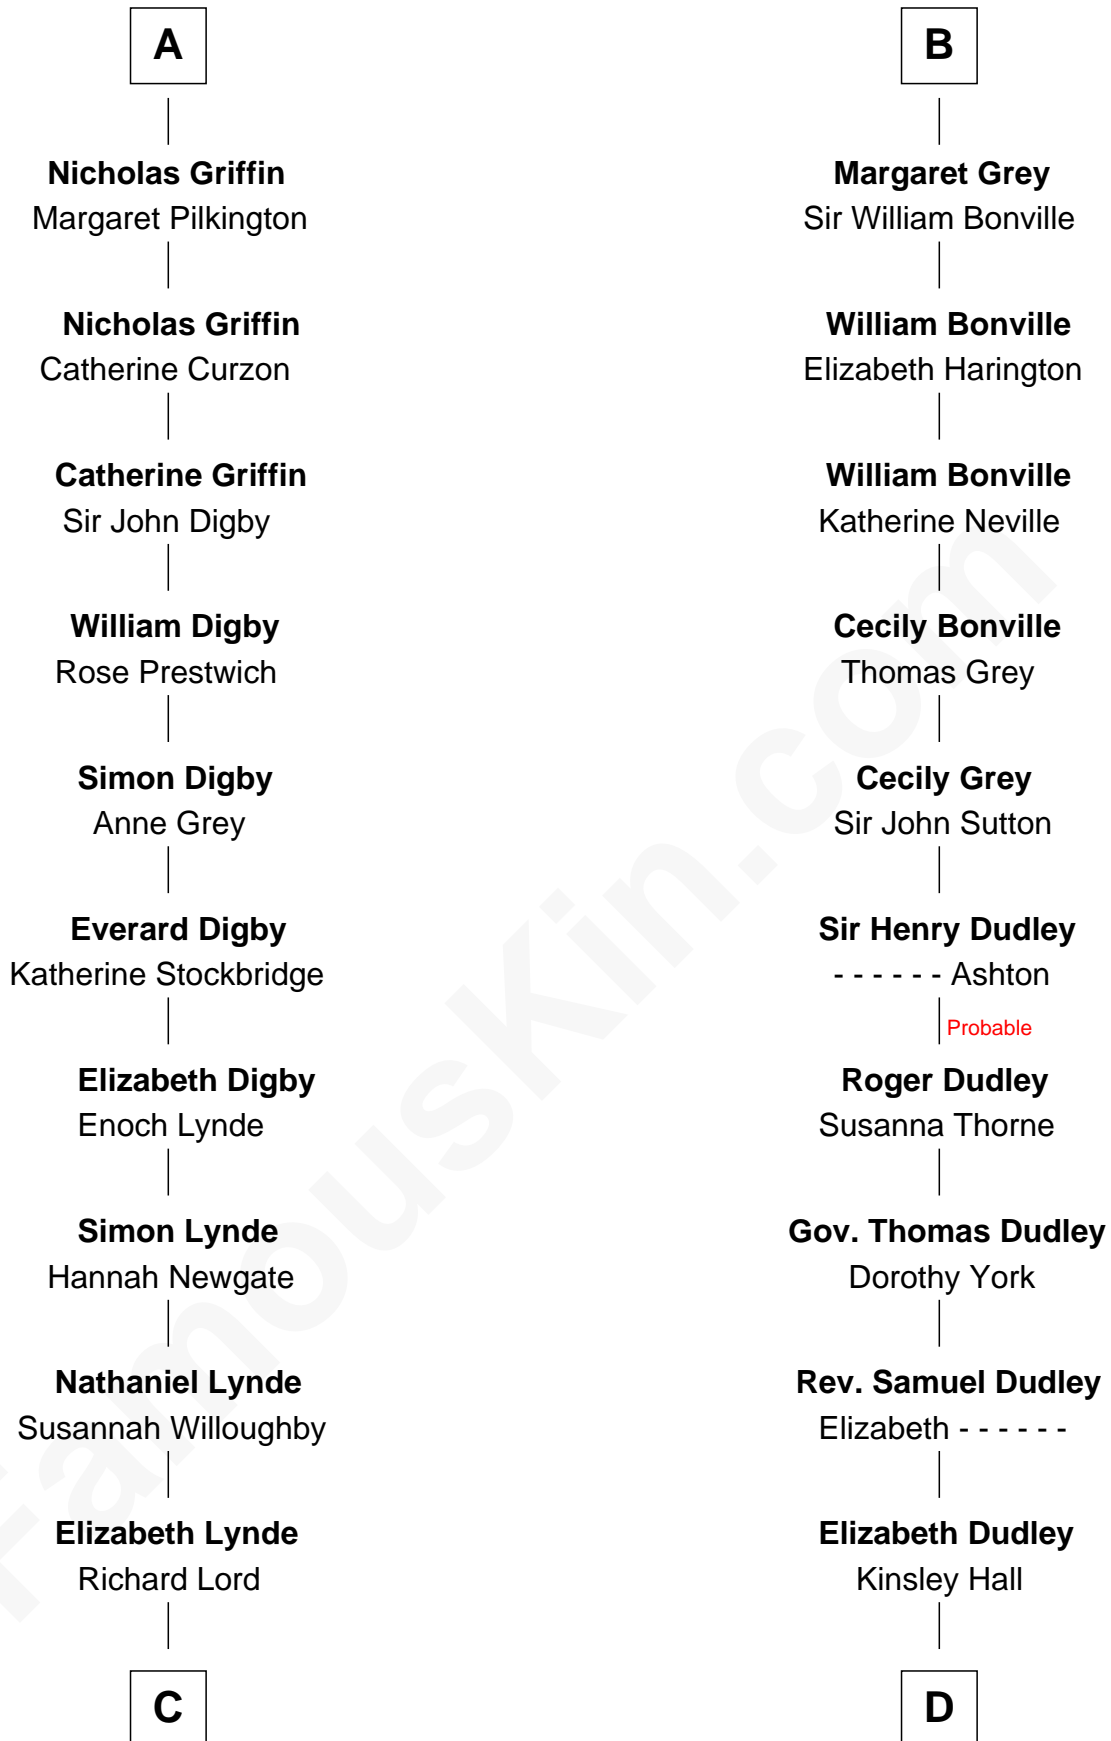 A
Nicholas Griffin
Margaret Pilkington
Nicholas Griffin
Catherine Curzon
Catherine Griffin
Sir John Digby
William Digby
Rose Prestwich
Simon Digby
Anne Grey
Everard Digby
Katherine Stockbridge
Elizabeth Digby
Enoch Lynde
Simon Lynde
Hannah Newgate
Nathaniel Lynde
Susannah Willoughby
Elizabeth Lynde
Richard Lord
C
B
Margaret Grey
Sir William Bonville
William Bonville
Elizabeth Harington
William Bonville
Katherine Neville
Cecily Bonville
Thomas Grey
Cecily Grey
Sir John Sutton
Sir Henry Dudley
- - - - - - Ashton
Probable
Roger Dudley
Susanna Thorne
Gov. Thomas Dudley
Dorothy York
Rev. Samuel Dudley
Elizabeth - - - - - -
Elizabeth Dudley
Kinsley Hall
D
FamousKin.com